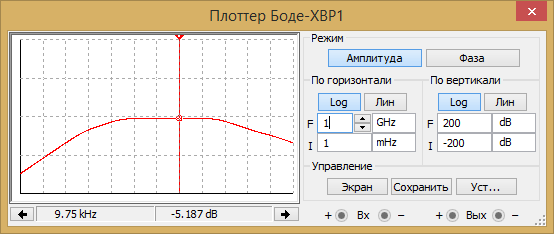 Плоттер Боде-XBP1
Режим
Амплитуда Фаза
По горизонтали По вертикали
Log Лин Log Лин
F 1 GHz F 200 dB
I 1 mHz I -200 dB
Управление
Экран Сохранить Уст...
9.75 kHz -5.187 dB + Вх - + Вых -